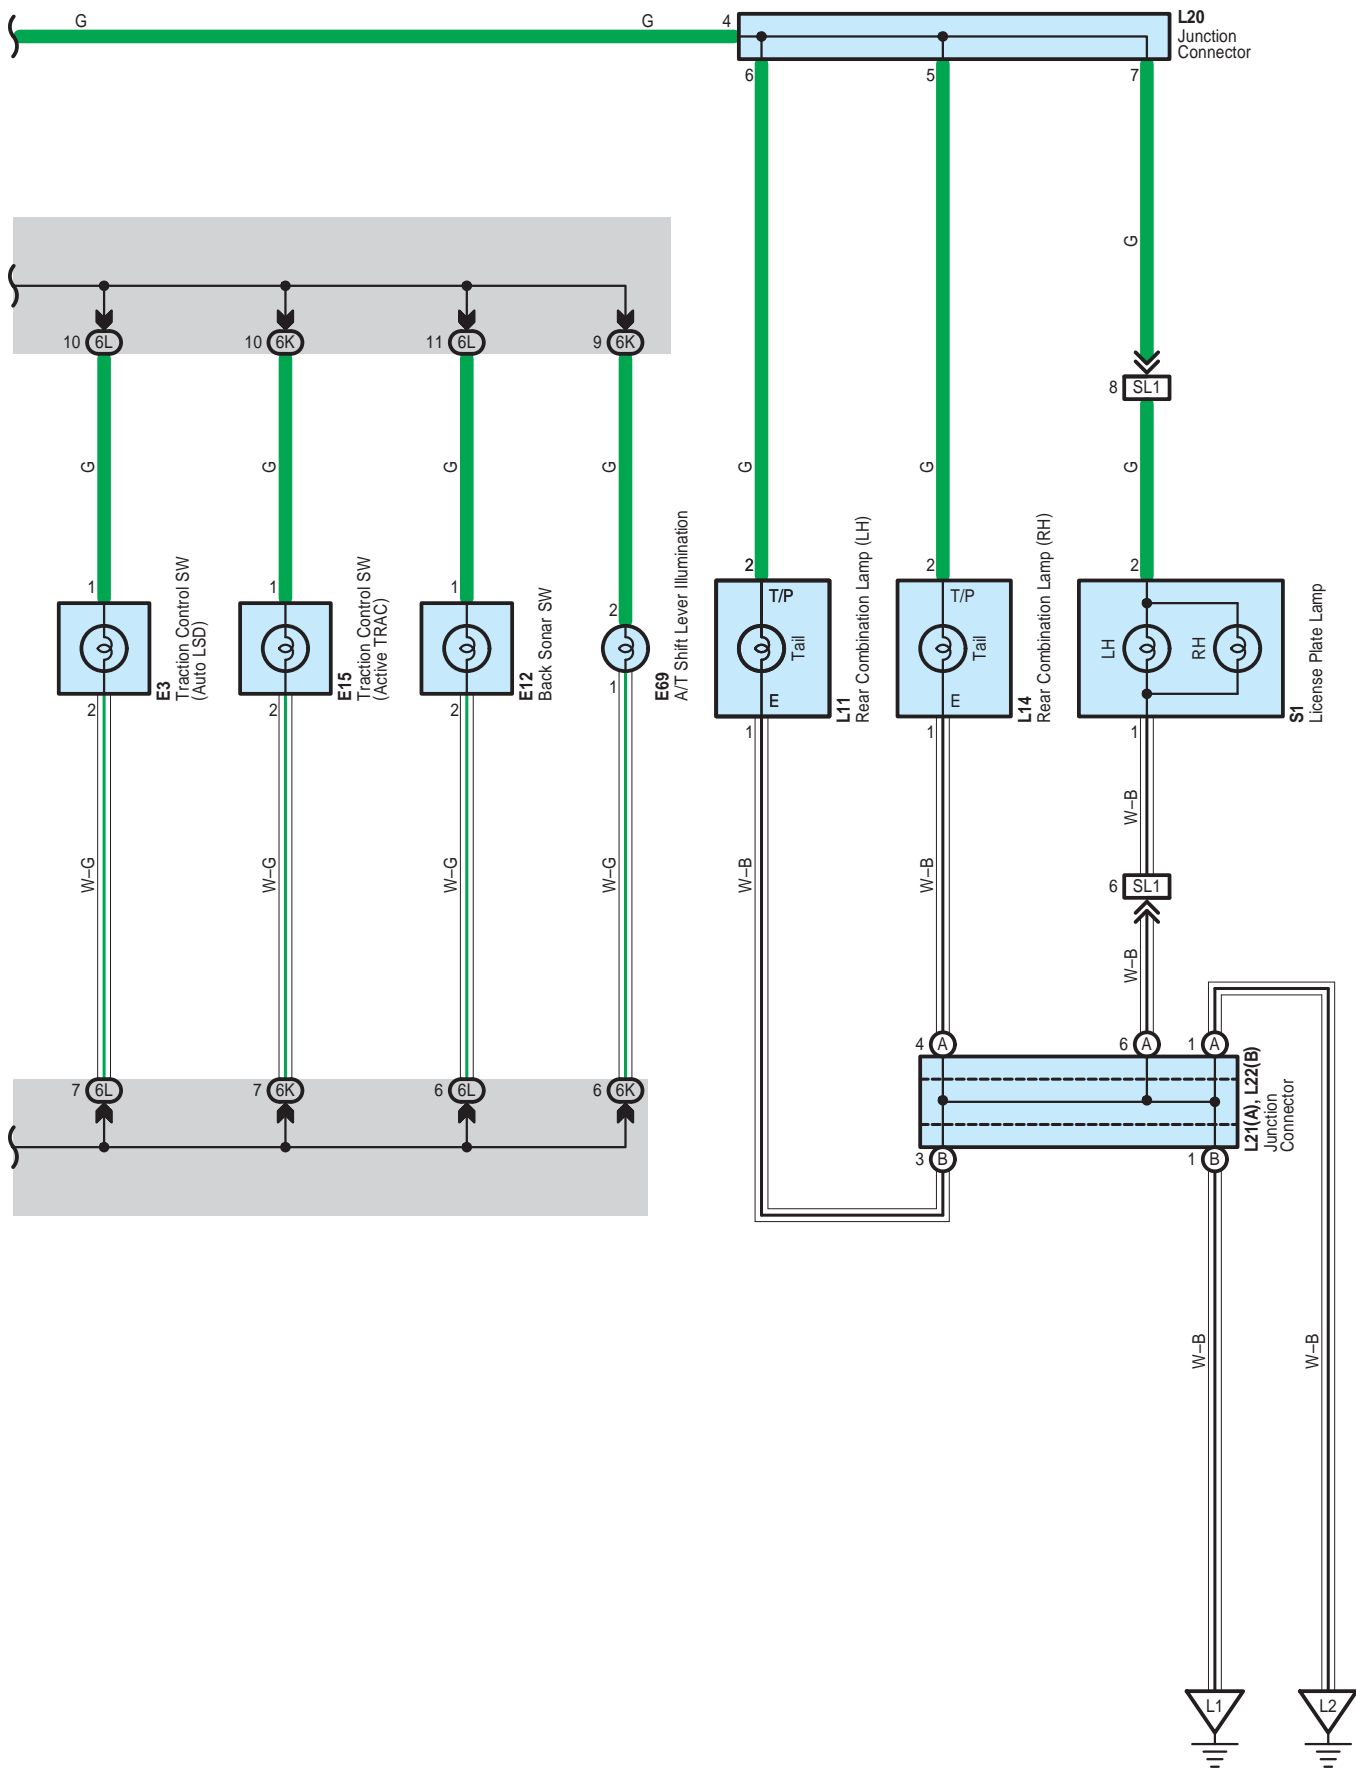 G
G
4
L20
Junction
Connector
6
5
7
G
10
6L
10
6K
11
6L
9
6K
8
SL1
G
G
G
G
G
G
G
1
1
1
2
2
2
2
E3
Traction Control SW
(Auto LSD)
E15
Traction Control SW
(Active TRAC)
E12
Back Sonar SW
E69
A/T Shift Lever Illumination
T/P
Tail
E
L11
Rear Combination Lamp (LH)
T/P
Tail
E
L14
Rear Combination Lamp (RH)
LH
RH
S1
License Plate Lamp
2
2
2
1
1
1
1
W–B
W–G
W–G
W–G
W–G
W–B
W–B
6
SL1
W–B
4
A
6
A
1
A
7
6L
7
6K
6
6L
6
6K
L21(A), L22(B)
Junction
Connector
3
B
1
B
W–B
W–B
L1
L2